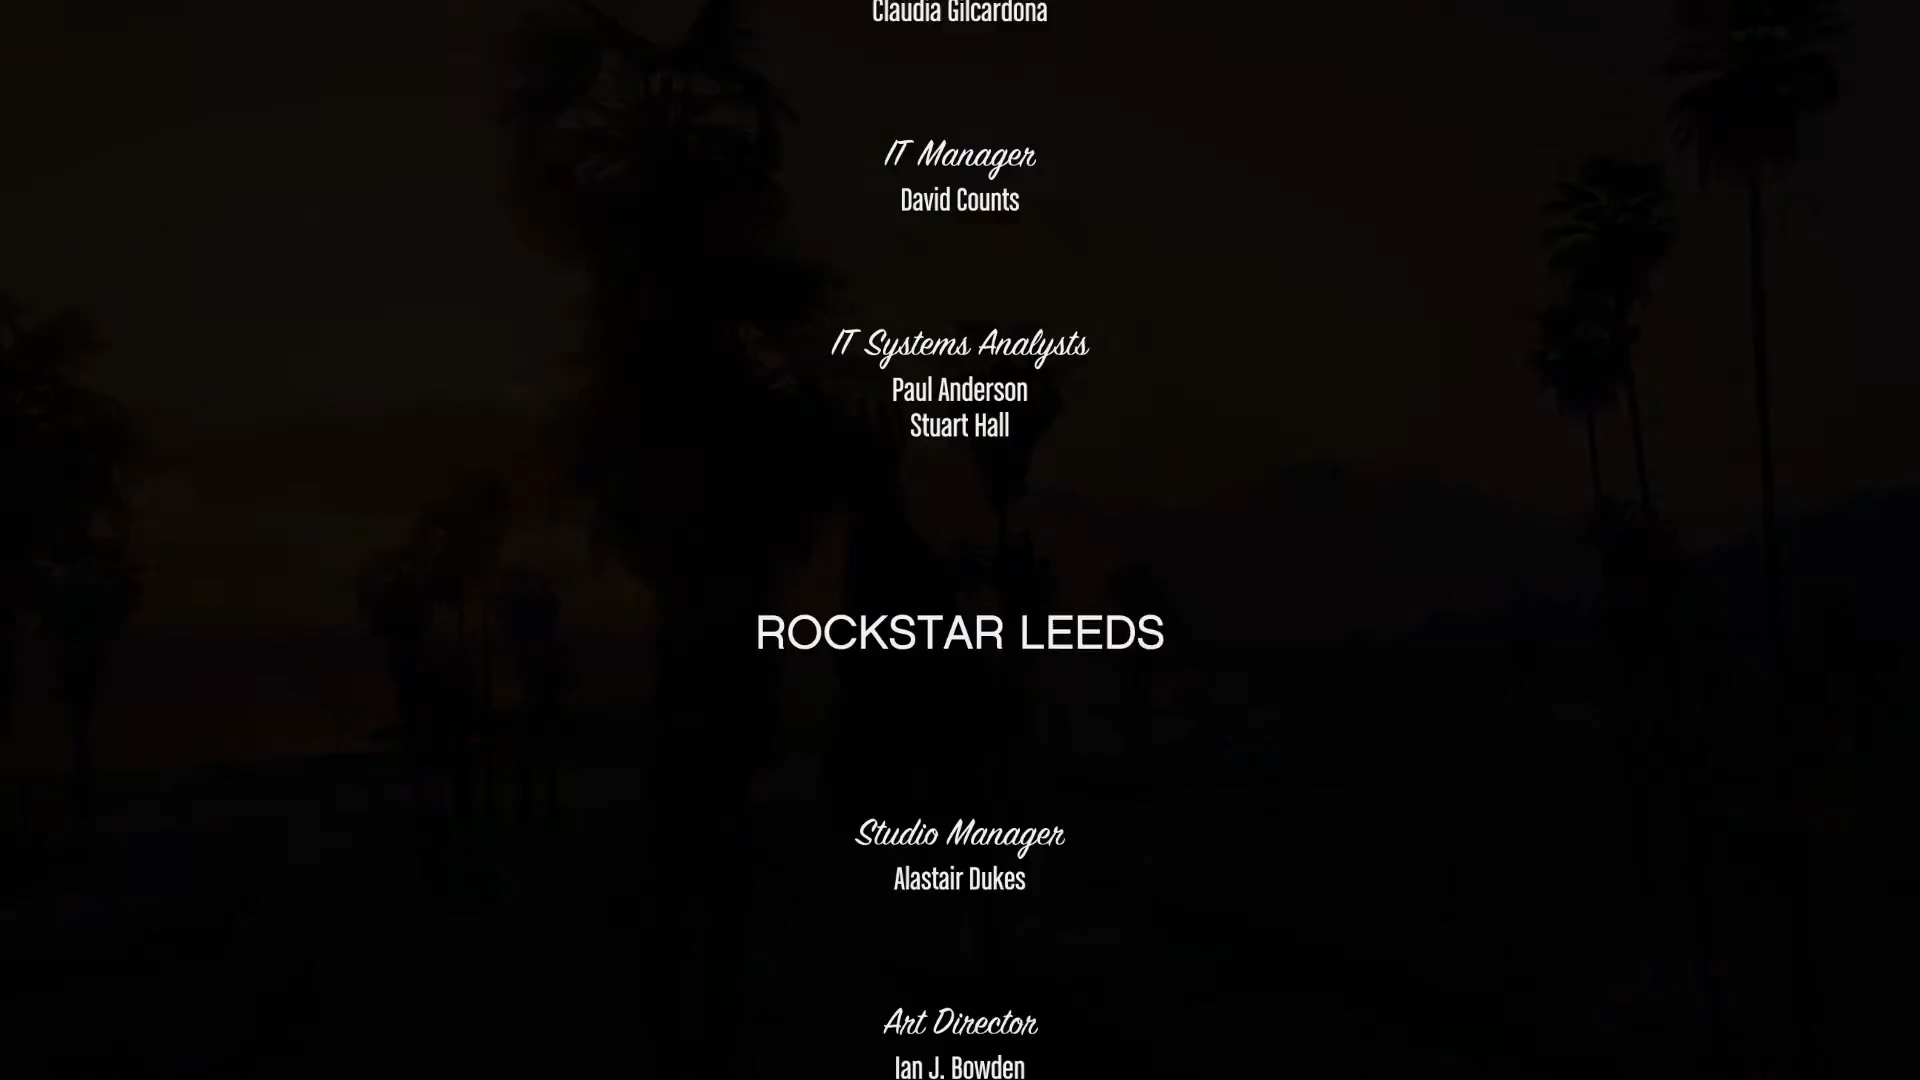 Claudia Gilcardona
IT Manager
David Counts
IT Systems Analysts
Paul Anderson
Stuart Hall
ROCKSTAR LEEDS
Studio Manager
Alastair Dukes
Art Director
Ian J. Bowden